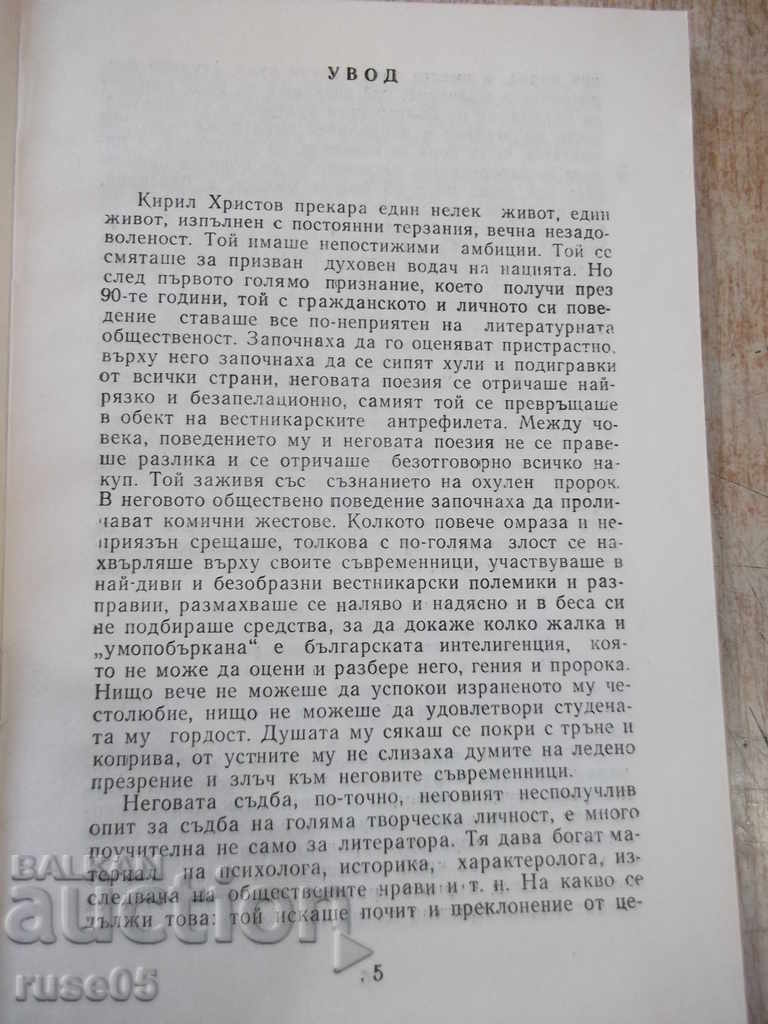 УВОД
Кирил Христов прекара един нелек живот, един
живот, изпълнен с постоянни терзания, вечна незадо-
воленост. Той имаше непостижими амбиции. Той се
смяташе за призван духовен водач на нацията. Но
след първото голямо признание, което получи през
90-те години, той с гражданското и личното си пове-
дение ставаше все по-неприятен на литературната
общественост. Започнаха да го оценяват пристрастно,
върху него започнаха да се сипят хули и подигравки
от всички страни, неговата поезия се отричаше най-
рязко и безапелационно, самият той се превръщаше
в обект на вестникарските антрефилета. Между чо-
века, поведението му и неговата поезия не се праве-
ше разлика и се отричаше безотговорно всичко на-
куп. Той заживя със съзнанието на охулен пророк.
В неговото обществено поведение започнаха да проли-
чават комични жестове. Колкото повече омраза и не-
приязън срещаше, толкова с по-голяма злост се на-
хвърляше върху своите съвременници, участвуваше в
най-диви и безобразни вестникарски полемики и раз-
правии, размахваше се наляво и надясно и в беса си
не подбираше средства, за да докаже колко жалка и
„умопобъркана“ е българската интелигенция, коя-
то не може да оцени и разбере него, гения и пророка.
Нищо вече не можеше да успокои израненото му че-
столюбие, нищо не можеше да удовлетвори студена-
та му гордост. Душата му сякаш се покри с тръне и
коприва, от устните му не слизаха думите на ледено
презрение и злъч към неговите съвременници.
Неговата съдба, по-точно, неговият несполучлив
опит за съдба на голяма творческа личност, е много
поучителна не само за литератора. Тя дава богат ма-
териал на психолога, историка, характеролога, из-
следвача на обществените нрави и т. н. На какво се
дължи това: той искаше почит и преклонение от це-
5
BALKAN
auction
ruse05